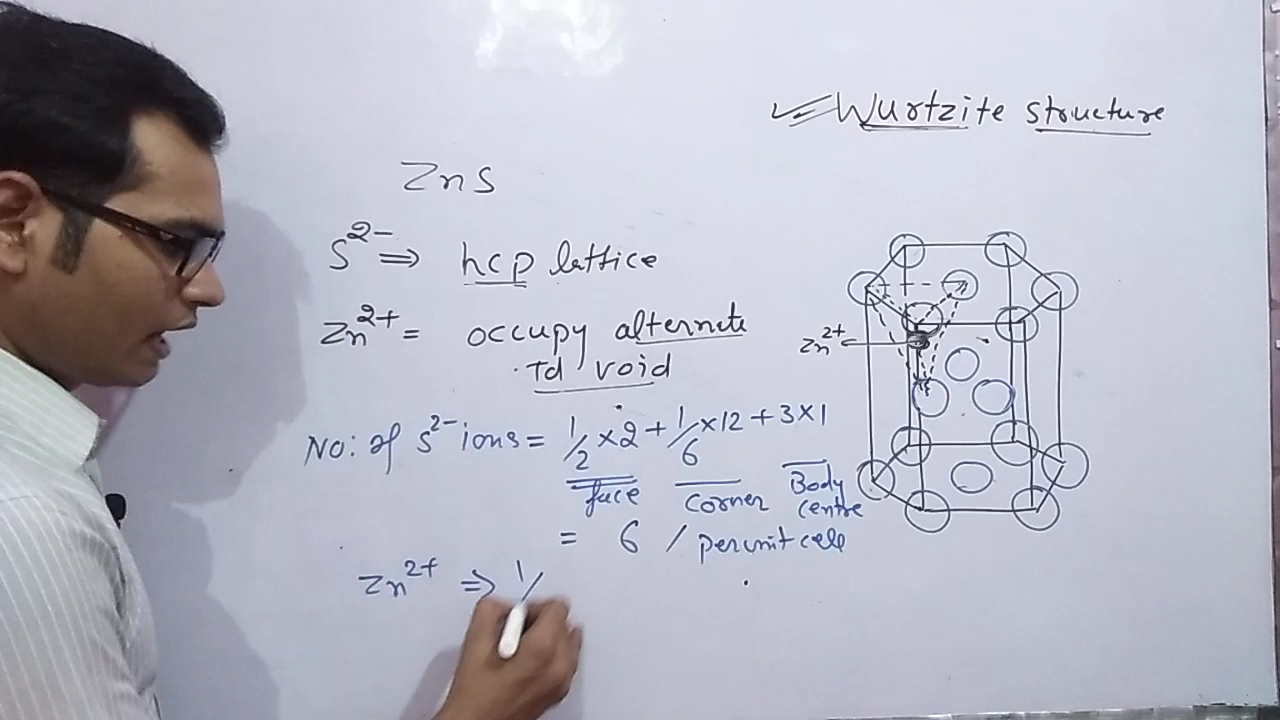 Wurtzite structure
ZnS
S²⁻ ⇒ hcp lattice
Zn²⁺ = occupy alternate
Td void
Zn²⁺
No: of S²⁻ ions = 1/2 × 2 + 1/6 × 12 + 3 × 1
face corner Body centre
= 6 / per unit cell
Zn²⁺ ⇒ 1/